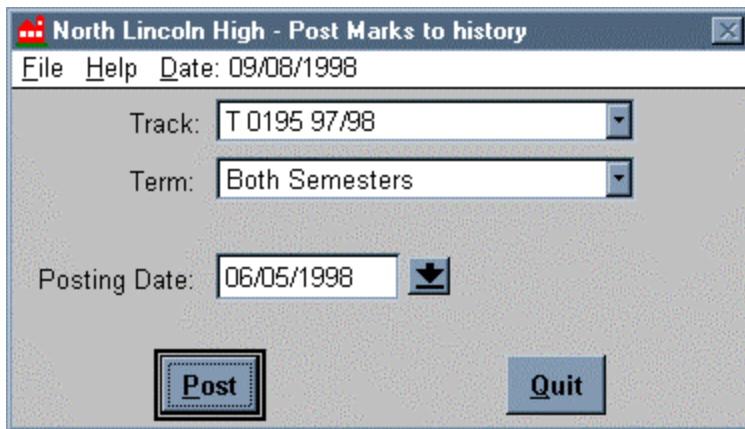 North Lincoln High - Post Marks to history
File Help Date: 09/08/1998
Track: T 0195 97/98
Term: Both Semesters
Posting Date: 06/05/1998
Post Quit